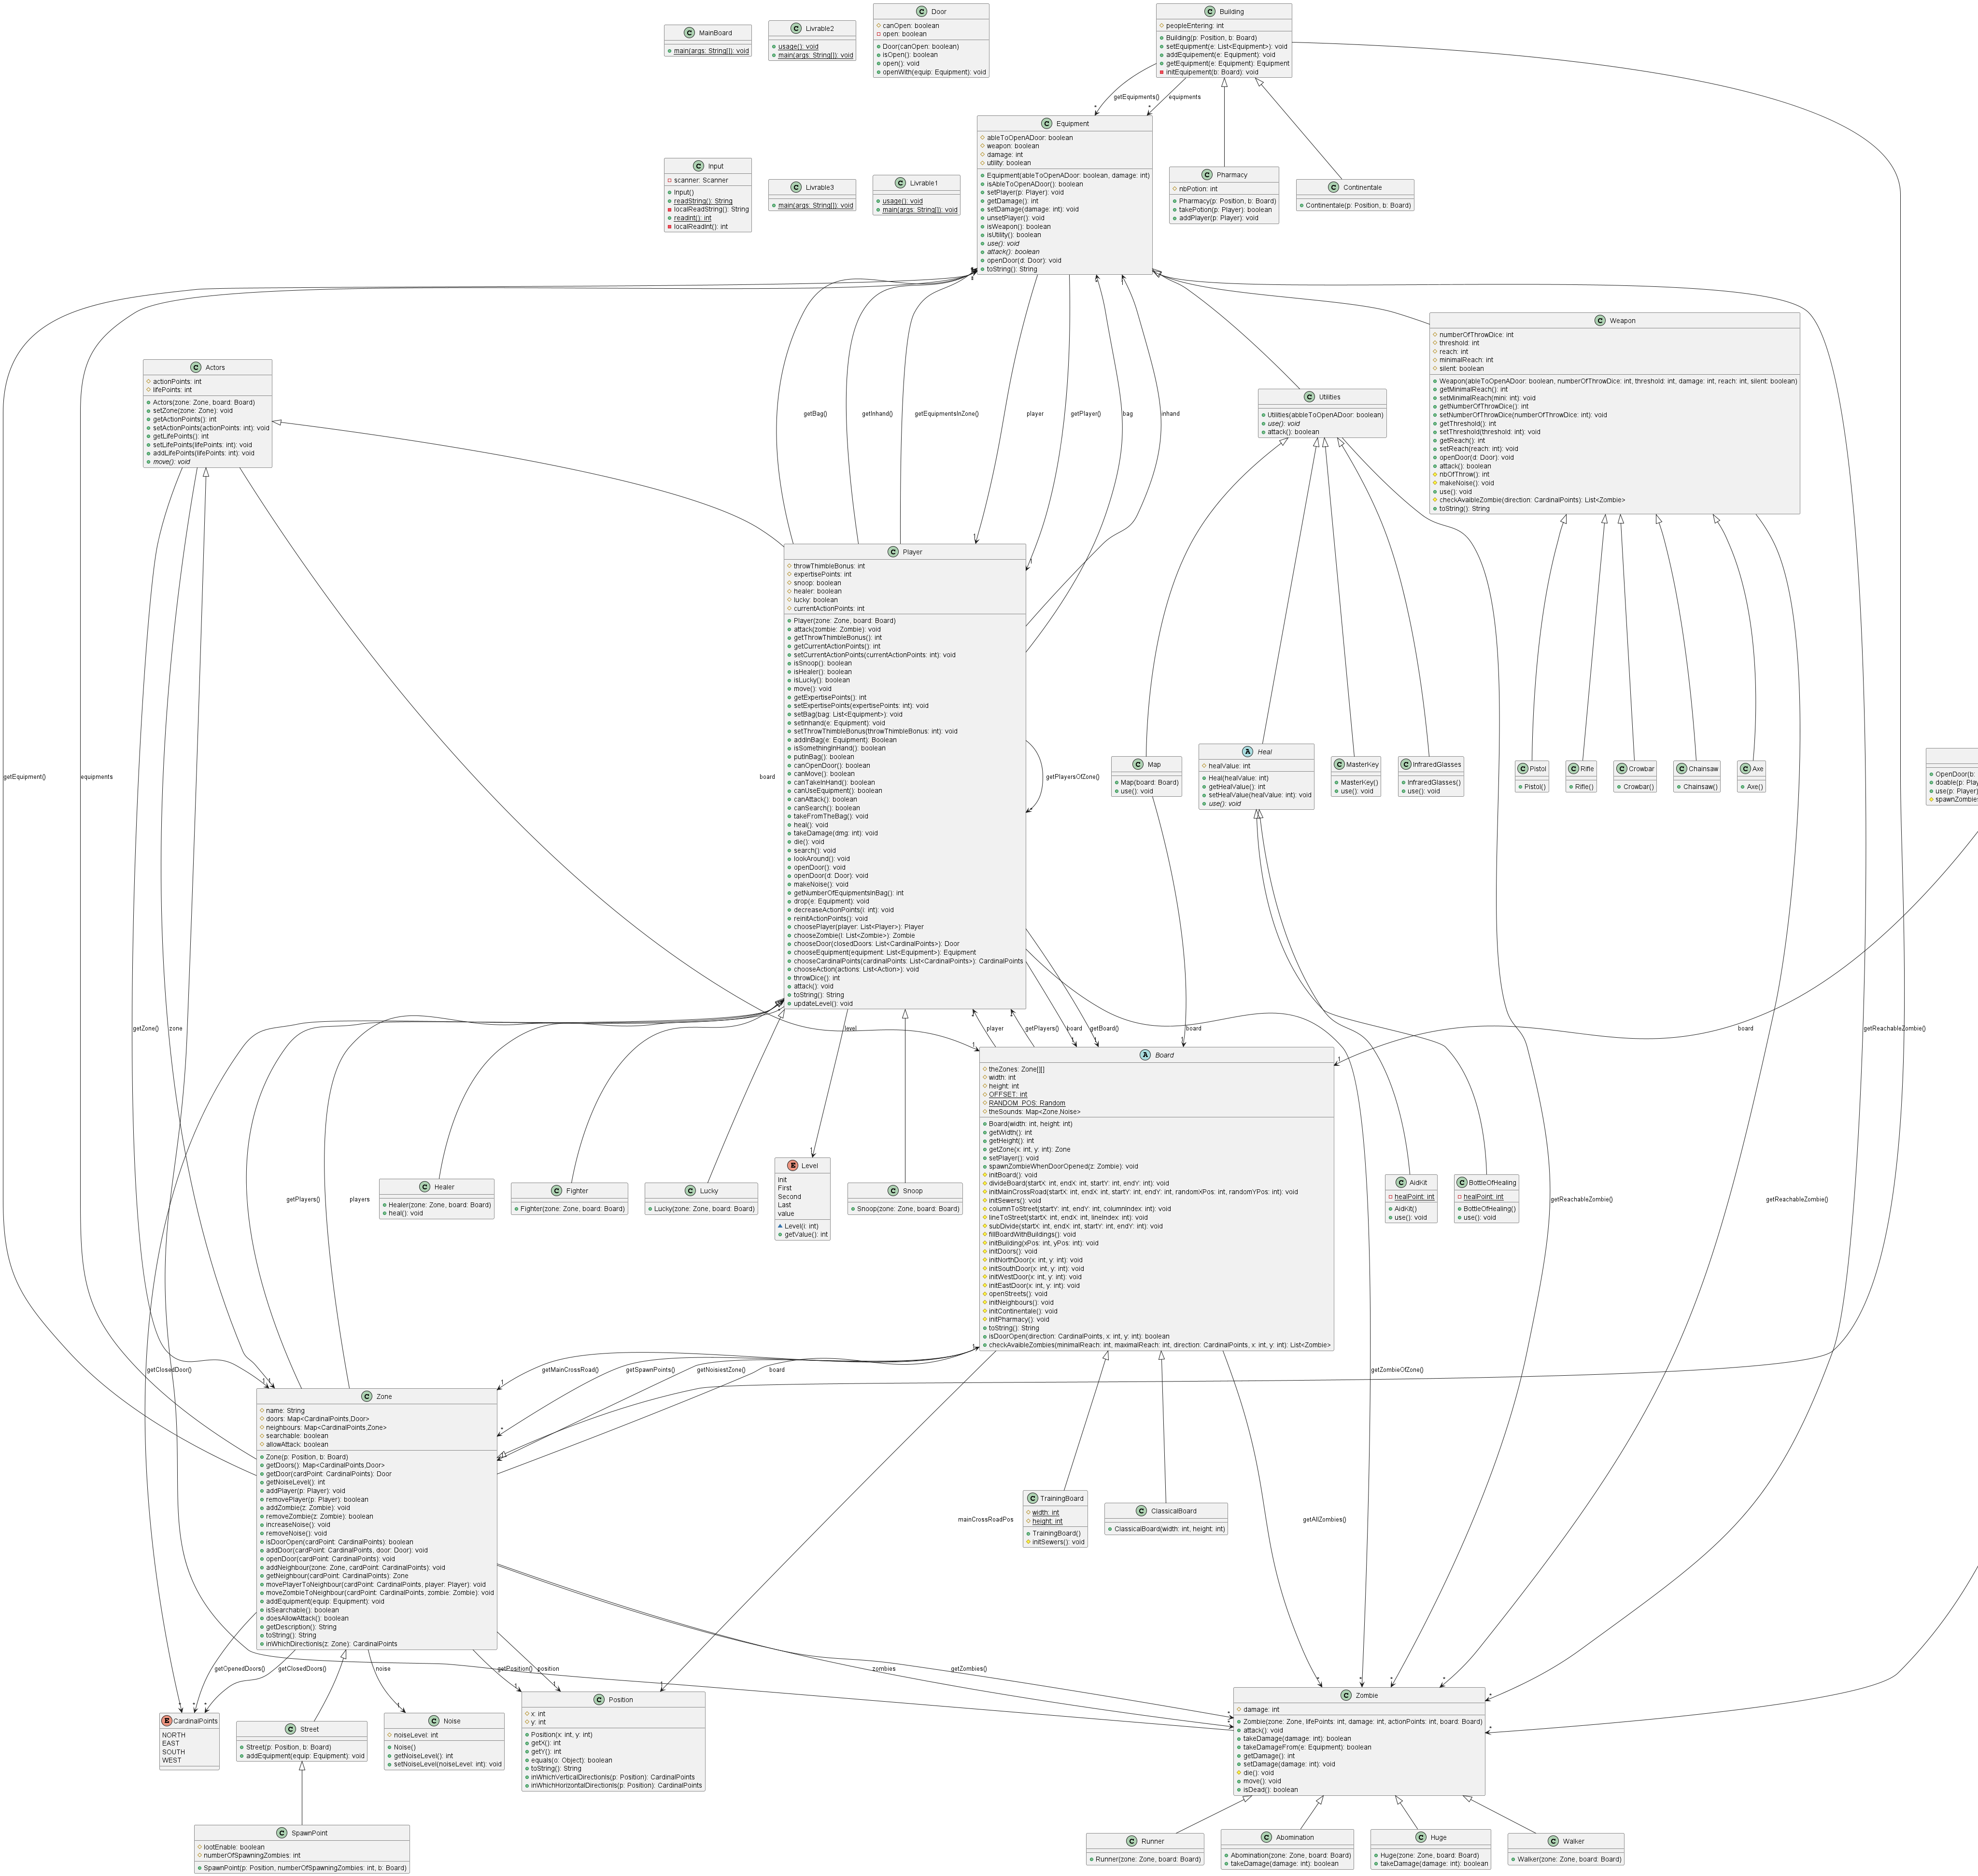 MainBoard
main(args: String[]): void
Livrable2
usage(): void
main(args: String[]): void
Door
canOpen: boolean
open: boolean
Door(canOpen: boolean)
isOpen(): boolean
open(): void
openWith(equip: Equipment): void
Building
peopleEntering: int
Building(p: Position, b: Board)
setEquipment(e: List<Equipment>): void
addEquipement(e: Equipment): void
getEquipment(e: Equipment): Equipment
initEquipement(b: Board): void
getEquipments()
equipments
Input
scanner: Scanner
Input()
readString(): String
localReadString(): String
readInt(): int
localReadInt(): int
Livrable3
main(args: String[]): void
Livrable1
usage(): void
main(args: String[]): void
Equipment
ableToOpenADoor: boolean
weapon: boolean
damage: int
utility: boolean
Equipment(ableToOpenADoor: boolean, damage: int)
isAbleToOpenADoor(): boolean
setPlayer(p: Player): void
getDamage(): int
setDamage(damage: int): void
unsetPlayer(): void
isWeapon(): boolean
isUtility(): boolean
use(): void
attack(): boolean
openDoor(d: Door): void
toString(): String
Pharmacy
nbPotion: int
Pharmacy(p: Position, b: Board)
takePotion(p: Player): boolean
addPlayer(p: Player): void
Continentale
Continentale(p: Position, b: Board)
Actors
actionPoints: int
lifePoints: int
Actors(zone: Zone, board: Board)
setZone(zone: Zone): void
getActionPoints(): int
setActionPoints(actionPoints: int): void
getLifePoints(): int
setLifePoints(lifePoints: int): void
addLifePoints(lifePoints: int): void
move(): void
getBag()
getInhand()
getEquipmentsInZone()
player
getPlayer()
bag
inhand
Utilities
Utilities(abbleToOpenADoor: boolean)
use(): void
attack(): boolean
Weapon
numberOfThrowDice: int
threshold: int
reach: int
minimalReach: int
silent: boolean
Weapon(ableToOpenADoor: boolean, numberOfThrowDice: int, threshold: int, damage: int, reach: int, silent: boolean)
getMinimalReach(): int
setMinimalReach(mini: int): void
getNumberOfThrowDice(): int
setNumberOfThrowDice(numberOfThrowDice: int): void
getThreshold(): int
setThreshold(threshold: int): void
getReach(): int
setReach(reach: int): void
openDoor(d: Door): void
attack(): boolean
nbOfThrow(): int
makeNoise(): void
use(): void
checkAvaibleZombie(direction: CardinalPoints): List<Zombie>
toString(): String
Player
throwThimbleBonus: int
expertisePoints: int
snoop: boolean
healer: boolean
lucky: boolean
currentActionPoints: int
Player(zone: Zone, board: Board)
attack(zombie: Zombie): void
getThrowThimbleBonus(): int
getCurrentActionPoints(): int
setCurrentActionPoints(currentActionPoints: int): void
isSnoop(): boolean
isHealer(): boolean
isLucky(): boolean
move(): void
getExpertisePoints(): int
setExpertisePoints(expertisePoints: int): void
setBag(bag: List<Equipment>): void
setInhand(e: Equipment): void
setThrowThimbleBonus(throwThimbleBonus: int): void
addInBag(e: Equipment): Boolean
isSomethingInHand(): boolean
putInBag(): boolean
canOpenDoor(): boolean
canMove(): boolean
canTakeInHand(): boolean
canUseEquipment(): boolean
canAttack(): boolean
canSearch(): boolean
takeFromTheBag(): void
heal(): void
takeDamage(dmg: int): void
die(): void
search(): void
lookAround(): void
openDoor(): void
openDoor(d: Door): void
makeNoise(): void
getNumberOfEquipmentsInBag(): int
drop(e: Equipment): void
decreaseActionPoints(i: int): void
reinitActionPoints(): void
choosePlayer(player: List<Player>): Player
chooseZombie(l: List<Zombie>): Zombie
chooseDoor(closedDoors: List<CardinalPoints>): Door
chooseEquipment(equipment: List<Equipment>): Equipment
chooseCardinalPoints(cardinalPoints: List<CardinalPoints>): CardinalPoints
chooseAction(actions: List<Action>): void
throwDice(): int
attack(): void
toString(): String
updateLevel(): void
getPlayersOfZone()
getEquipment()
equipments
board
Map
Map(board: Board)
use(): void
Heal
healValue: int
Heal(healValue: int)
getHealValue(): int
setHealValue(healValue: int): void
use(): void
MasterKey
MasterKey()
use(): void
InfraredGlasses
InfraredGlasses()
use(): void
Pistol
Pistol()
Rifle
Rifle()
Crowbar
Crowbar()
Chainsaw
Chainsaw()
Axe
Axe()
OpenDoor(b:
doable(p: Play
use(p: Player)
spawnZombie
getZone()
zone
level
player
getPlayers()
board
getBoard()
board
getReachableZombie()
board
Board
theZones: Zone[][]
width: int
height: int
OFFSET: int
RANDOM_POS: Random
theSounds: Map<Zone,Noise>
Board(width: int, height: int)
getWidth(): int
getHeight(): int
getZone(x: int, y: int): Zone
setPlayer(): void
spawnZombieWhenDoorOpened(z: Zombie): void
initBoard(): void
divideBoard(startX: int, endX: int, startY: int, endY: int): void
initMainCrossRoad(startX: int, endX: int, startY: int, endY: int, randomXPos: int, randomYPos: int): void
initSewers(): void
columnToStreet(startY: int, endY: int, columnIndex: int): void
lineToStreet(startX: int, endX: int, lineIndex: int): void
subDivide(startX: int, endX: int, startY: int, endY: int): void
fillBoardWithBuildings(): void
initBuilding(xPos: int, yPos: int): void
initDoors(): void
initNorthDoor(x: int, y: int): void
initSouthDoor(x: int, y: int): void
initWestDoor(x: int, y: int): void
initEastDoor(x: int, y: int): void
openStreets(): void
initNeighbours(): void
initContinentale(): void
initPharmacy(): void
toString(): String
isDoorOpen(direction: CardinalPoints, x: int, y: int): boolean
checkAvaibleZombies(minimalReach: int, maximalReach: int, direction: CardinalPoints, x: int, y: int): List<Zombie>
getPlayers()
players
Healer
Healer(zone: Zone, board: Board)
heal(): void
Fighter
Fighter(zone: Zone, board: Board)
Lucky
Lucky(zone: Zone, board: Board)
Level
Init
First
Second
Last
value
Level(i: int)
getValue(): int
Snoop
Snoop(zone: Zone, board: Board)
AidKit
healPoint: int
AidKit()
use(): void
BottleOfHealing
healPoint: int
BottleOfHealing()
use(): void
getReachableZombie()
getReachableZombie()
getClosedDoor()
getMainCrossRoad()
getSpawnPoints()
getNoisiestZone()
board
getZombieOfZone()
Zone
name: String
doors: Map<CardinalPoints,Door>
neighbours: Map<CardinalPoints,Zone>
searchable: boolean
allowAttack: boolean
Zone(p: Position, b: Board)
getDoors(): Map<CardinalPoints,Door>
getDoor(cardPoint: CardinalPoints): Door
getNoiseLevel(): int
addPlayer(p: Player): void
removePlayer(p: Player): boolean
addZombie(z: Zombie): void
removeZombie(z: Zombie): boolean
increaseNoise(): void
removeNoise(): void
isDoorOpen(cardPoint: CardinalPoints): boolean
addDoor(cardPoint: CardinalPoints, door: Door): void
openDoor(cardPoint: CardinalPoints): void
addNeighbour(zone: Zone, cardPoint: CardinalPoints): void
getNeighbour(cardPoint: CardinalPoints): Zone
movePlayerToNeighbour(cardPoint: CardinalPoints, player: Player): void
moveZombieToNeighbour(cardPoint: CardinalPoints, zombie: Zombie): void
addEquipment(equip: Equipment): void
isSearchable(): boolean
doesAllowAttack(): boolean
getDescription(): String
toString(): String
inWhichDirectionIs(z: Zone): CardinalPoints
mainCrossRoadPos
TrainingBoard
width: int
height: int
TrainingBoard()
initSewers(): void
ClassicalBoard
ClassicalBoard(width: int, height: int)
getAllZombies()
getOpenedDoors()
getClosedDoors()
noise
getPosition()
position
zombies
getZombies()
CardinalPoints
NORTH
EAST
SOUTH
WEST
Street
Street(p: Position, b: Board)
addEquipment(equip: Equipment): void
Noise
noiseLevel: int
Noise()
getNoiseLevel(): int
setNoiseLevel(noiseLevel: int): void
Position
x: int
y: int
Position(x: int, y: int)
getX(): int
getY(): int
equals(o: Object): boolean
toString(): String
inWhichVerticalDirectionIs(p: Position): CardinalPoints
inWhichHorizontalDirectionIs(p: Position): CardinalPoints
Zombie
damage: int
Zombie(zone: Zone, lifePoints: int, damage: int, actionPoints: int, board: Board)
attack(): void
takeDamage(damage: int): boolean
takeDamageFrom(e: Equipment): boolean
getDamage(): int
setDamage(damage: int): void
die(): void
move(): void
isDead(): boolean
SpawnPoint
lootEnable: boolean
numberOfSpawningZombies: int
SpawnPoint(p: Position, numberOfSpawningZombies: int, b: Board)
Runner
Runner(zone: Zone, board: Board)
Abomination
Abomination(zone: Zone, board: Board)
takeDamage(damage: int): boolean
Huge
Huge(zone: Zone, board: Board)
takeDamage(damage: int): boolean
Walker
Walker(zone: Zone, board: Board)